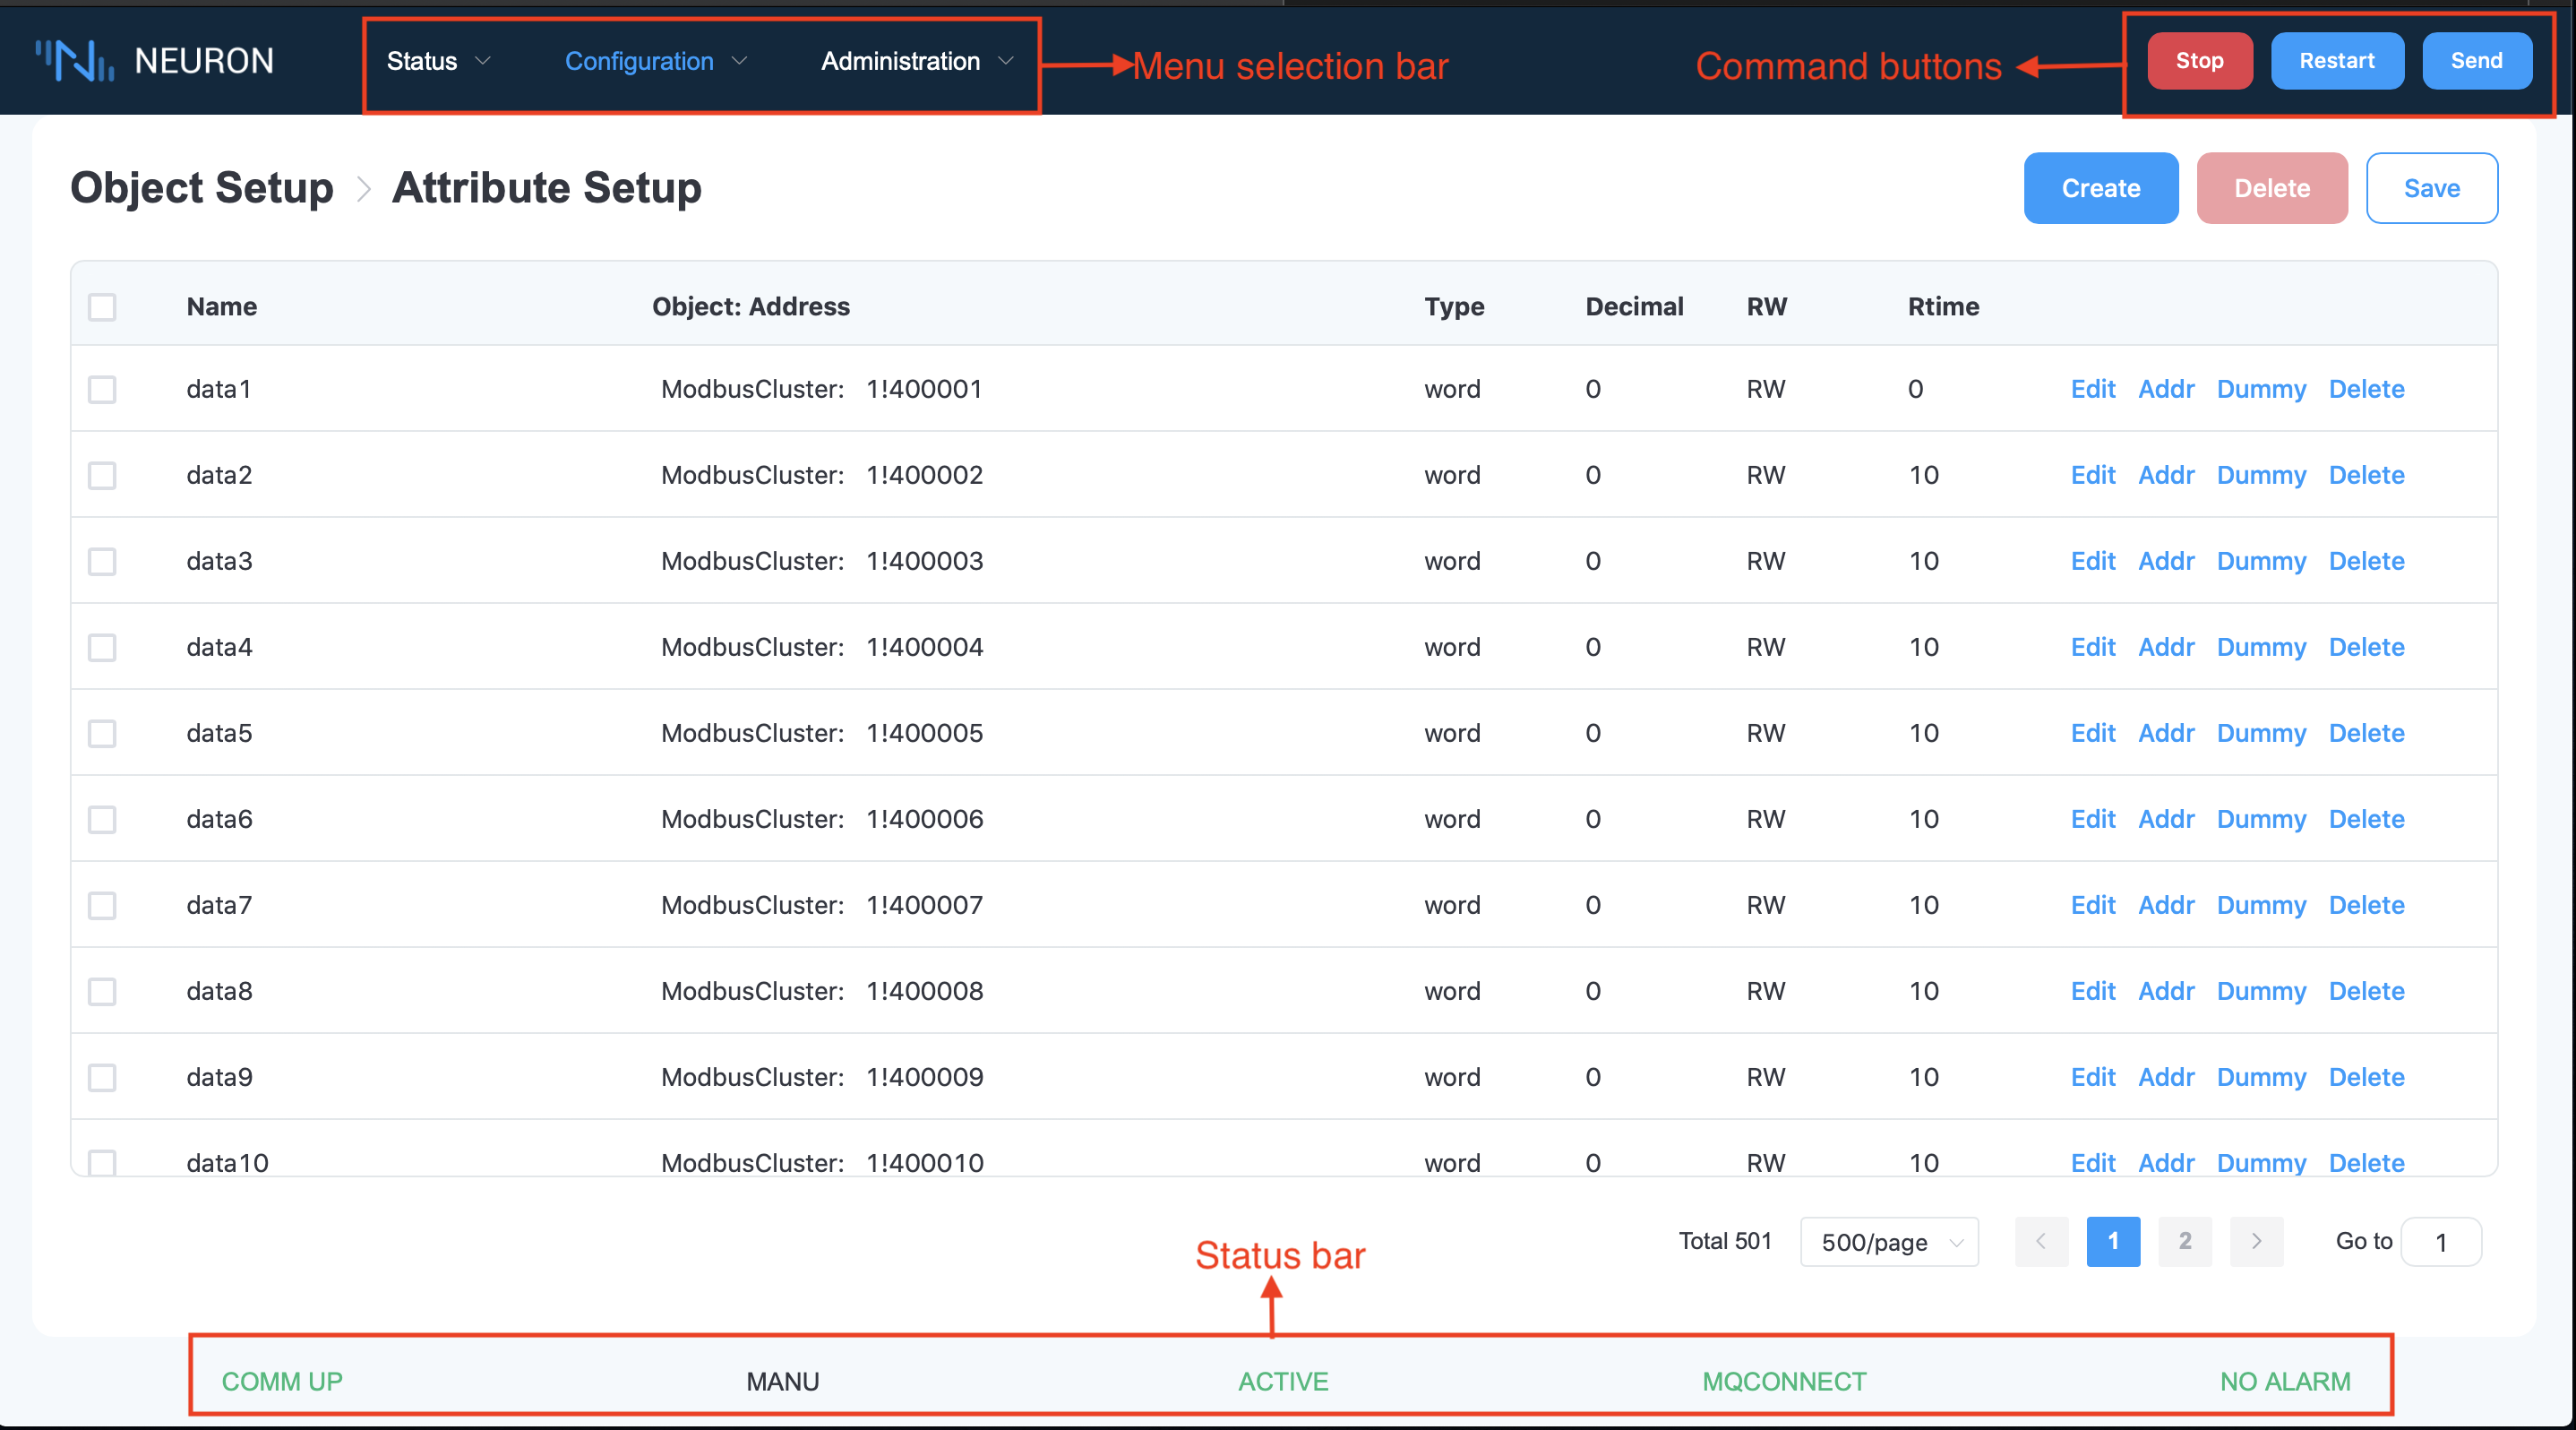 NEURON Status Configuration Administration Menu selection bar Command buttons Stop Restart Send
Object Setup > Attribute Setup Create Delete Save
Name Object: Address Type Decimal RW Rtime
data1 ModbusCluster: 1!400001 word 0 RW 0 Edit Addr Dummy Delete
data2 ModbusCluster: 1!400002 word 0 RW 10 Edit Addr Dummy Delete
data3 ModbusCluster: 1!400003 word 0 RW 10 Edit Addr Dummy Delete
data4 ModbusCluster: 1!400004 word 0 RW 10 Edit Addr Dummy Delete
data5 ModbusCluster: 1!400005 word 0 RW 10 Edit Addr Dummy Delete
data6 ModbusCluster: 1!400006 word 0 RW 10 Edit Addr Dummy Delete
data7 ModbusCluster: 1!400007 word 0 RW 10 Edit Addr Dummy Delete
data8 ModbusCluster: 1!400008 word 0 RW 10 Edit Addr Dummy Delete
data9 ModbusCluster: 1!400009 word 0 RW 10 Edit Addr Dummy Delete
data10 ModbusCluster: 1!400010 word 0 RW 10 Edit Addr Dummy Delete
Total 501 500/page < 1 2 > Go to 1
Status bar
COMM UP MANU ACTIVE MQCONNECT NO ALARM